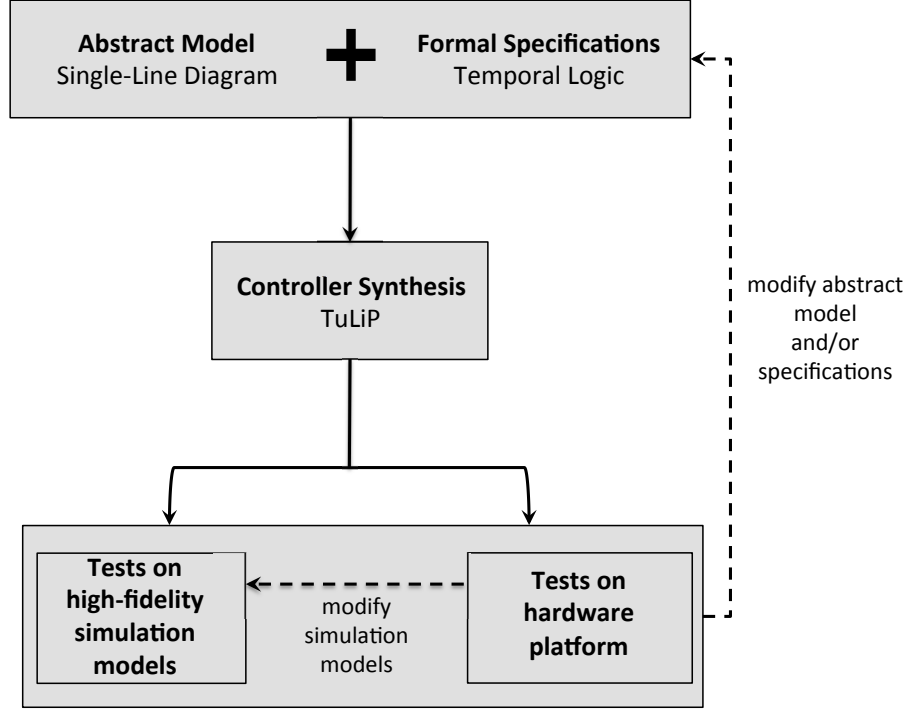 Abstract Model
Single-Line Diagram
+
Formal Specifications
Temporal Logic
Controller Synthesis
TuLiP
modify abstract
model
and/or
specifications
Tests on
high-fidelity
simulation
models
modify
simulation
models
Tests on
hardware
platform